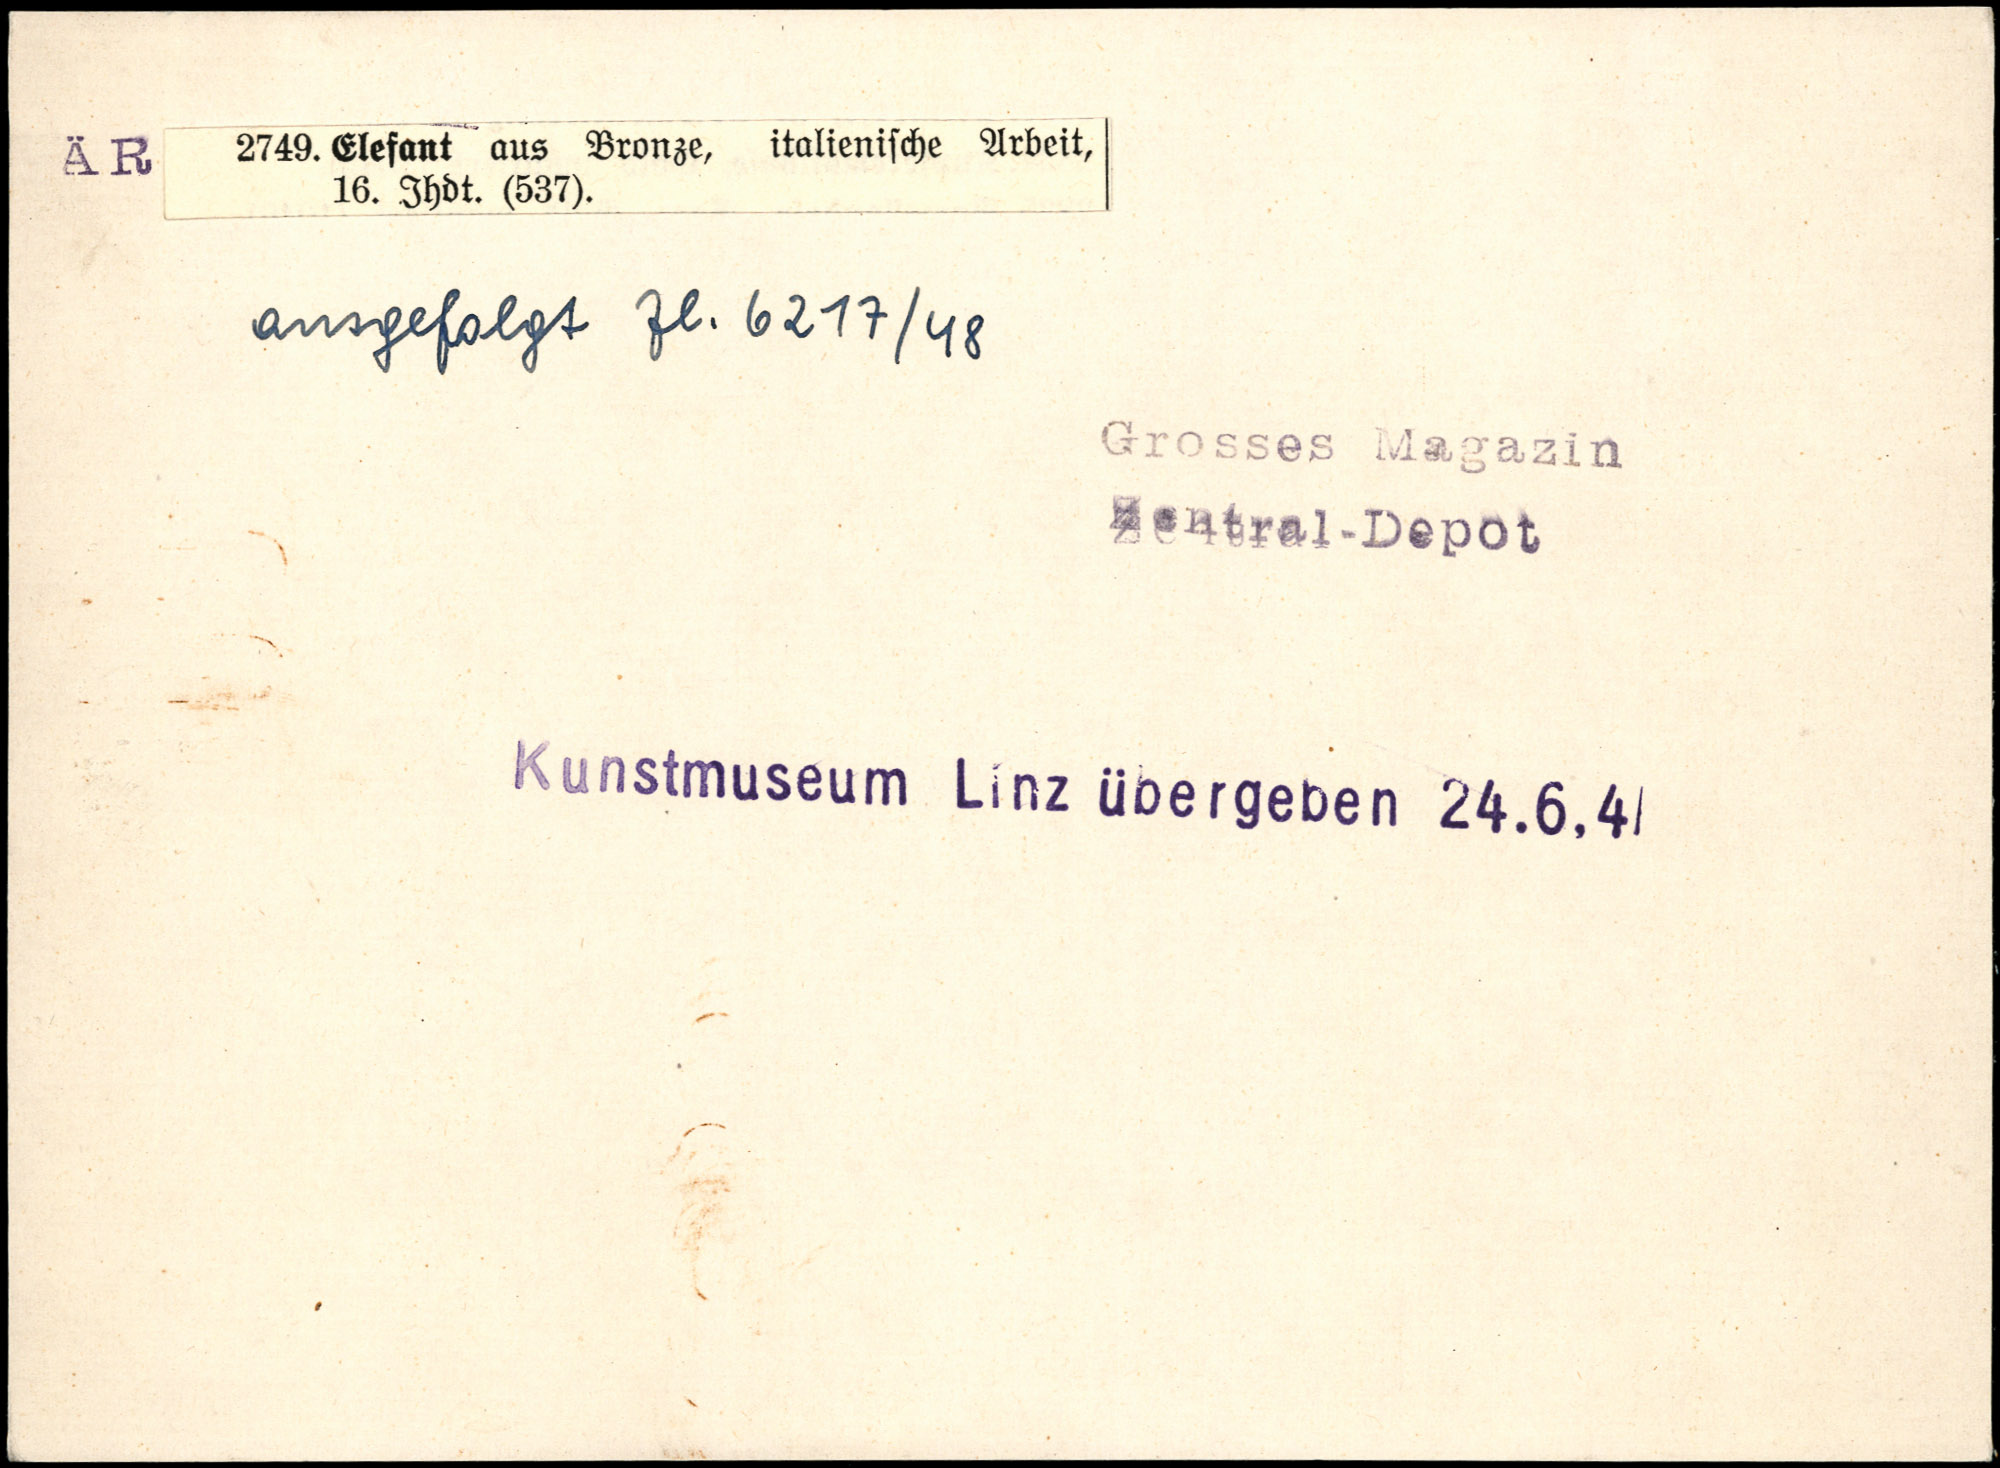 ÄR
2749. Elefant aus Bronze, italienische Arbeit,
16. Jhdt. (537).
ausgefolgt Zl. 6217/48
Grosses Magazin
Zentral-Depot
Kunstmuseum Linz übergeben 24.6.41